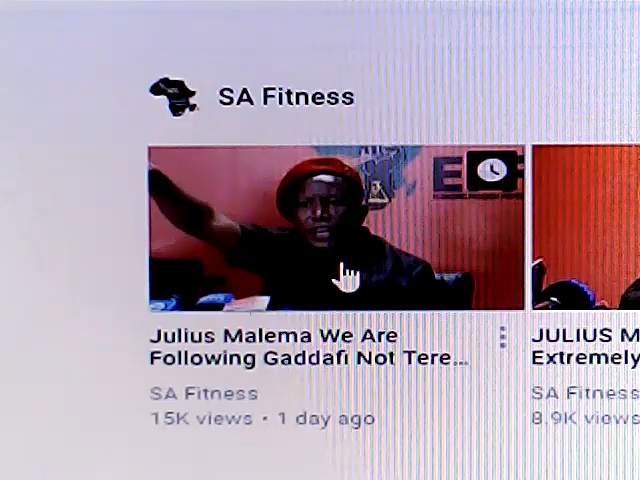 SA Fitness
Julius Malema We Are
Following Gaddafi Not Tere...
SA Fitness
15K views • 1 day ago
JULIUS M
Extremely
SA Fitness
8.9K views